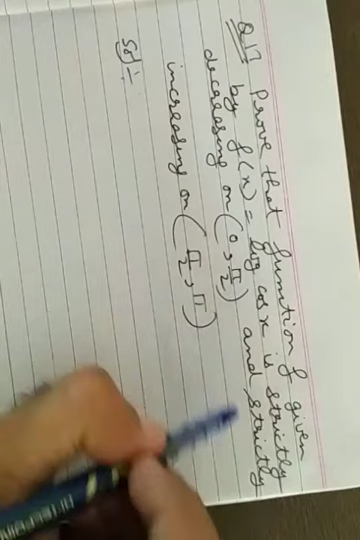 Q17 Prove that function f given
by f(x) = log cos x is strictly
decreasing on (0, π/2) and strictly
increasing on (π/2, π)
Sol:-